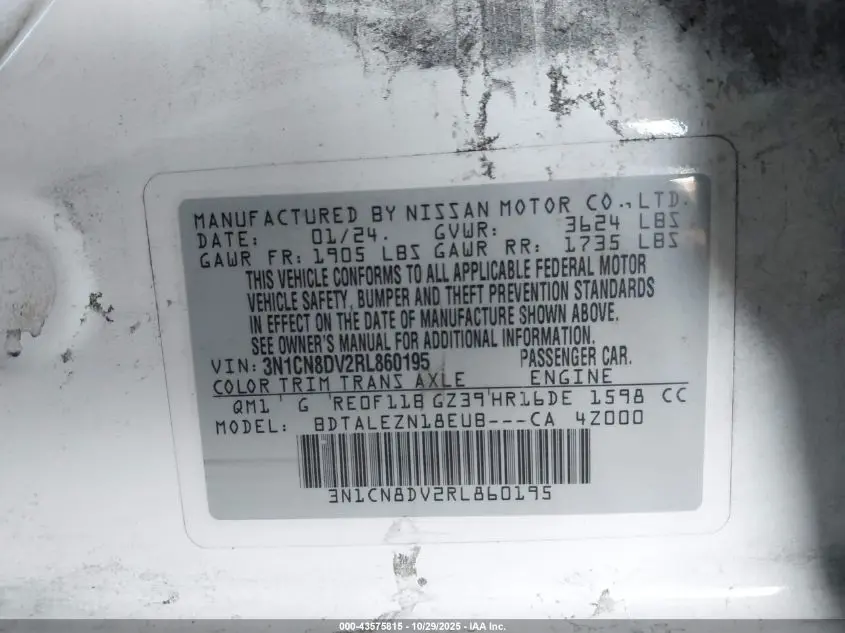 MANUFACTURED BY NISSAN MOTOR CO., LTD.
DATE: 01/24. GVWR: 3624 LBS
GAWR FR: 1905 LBS GAWR RR: 1735 LBS
THIS VEHICLE CONFORMS TO ALL APPLICABLE FEDERAL MOTOR
VEHICLE SAFETY, BUMPER AND THEFT PREVENTION STANDARDS
IN EFFECT ON THE DATE OF MANUFACTURE SHOWN ABOVE.
SEE OWNER'S MANUAL FOR ADDITIONAL INFORMATION.
VIN: 3N1CN8DV2RL860195 PASSENGER CAR.
COLOR TRIM TRANS AXLE ENGINE
QM1 G RE0F11B GZ39 HR16DE 1598 CC
MODEL: BDTALEZN18EUB---CA 4Z000
3N1CN8DV2RL860195
000-43575815 - 10/29/2025 - IAA Inc.